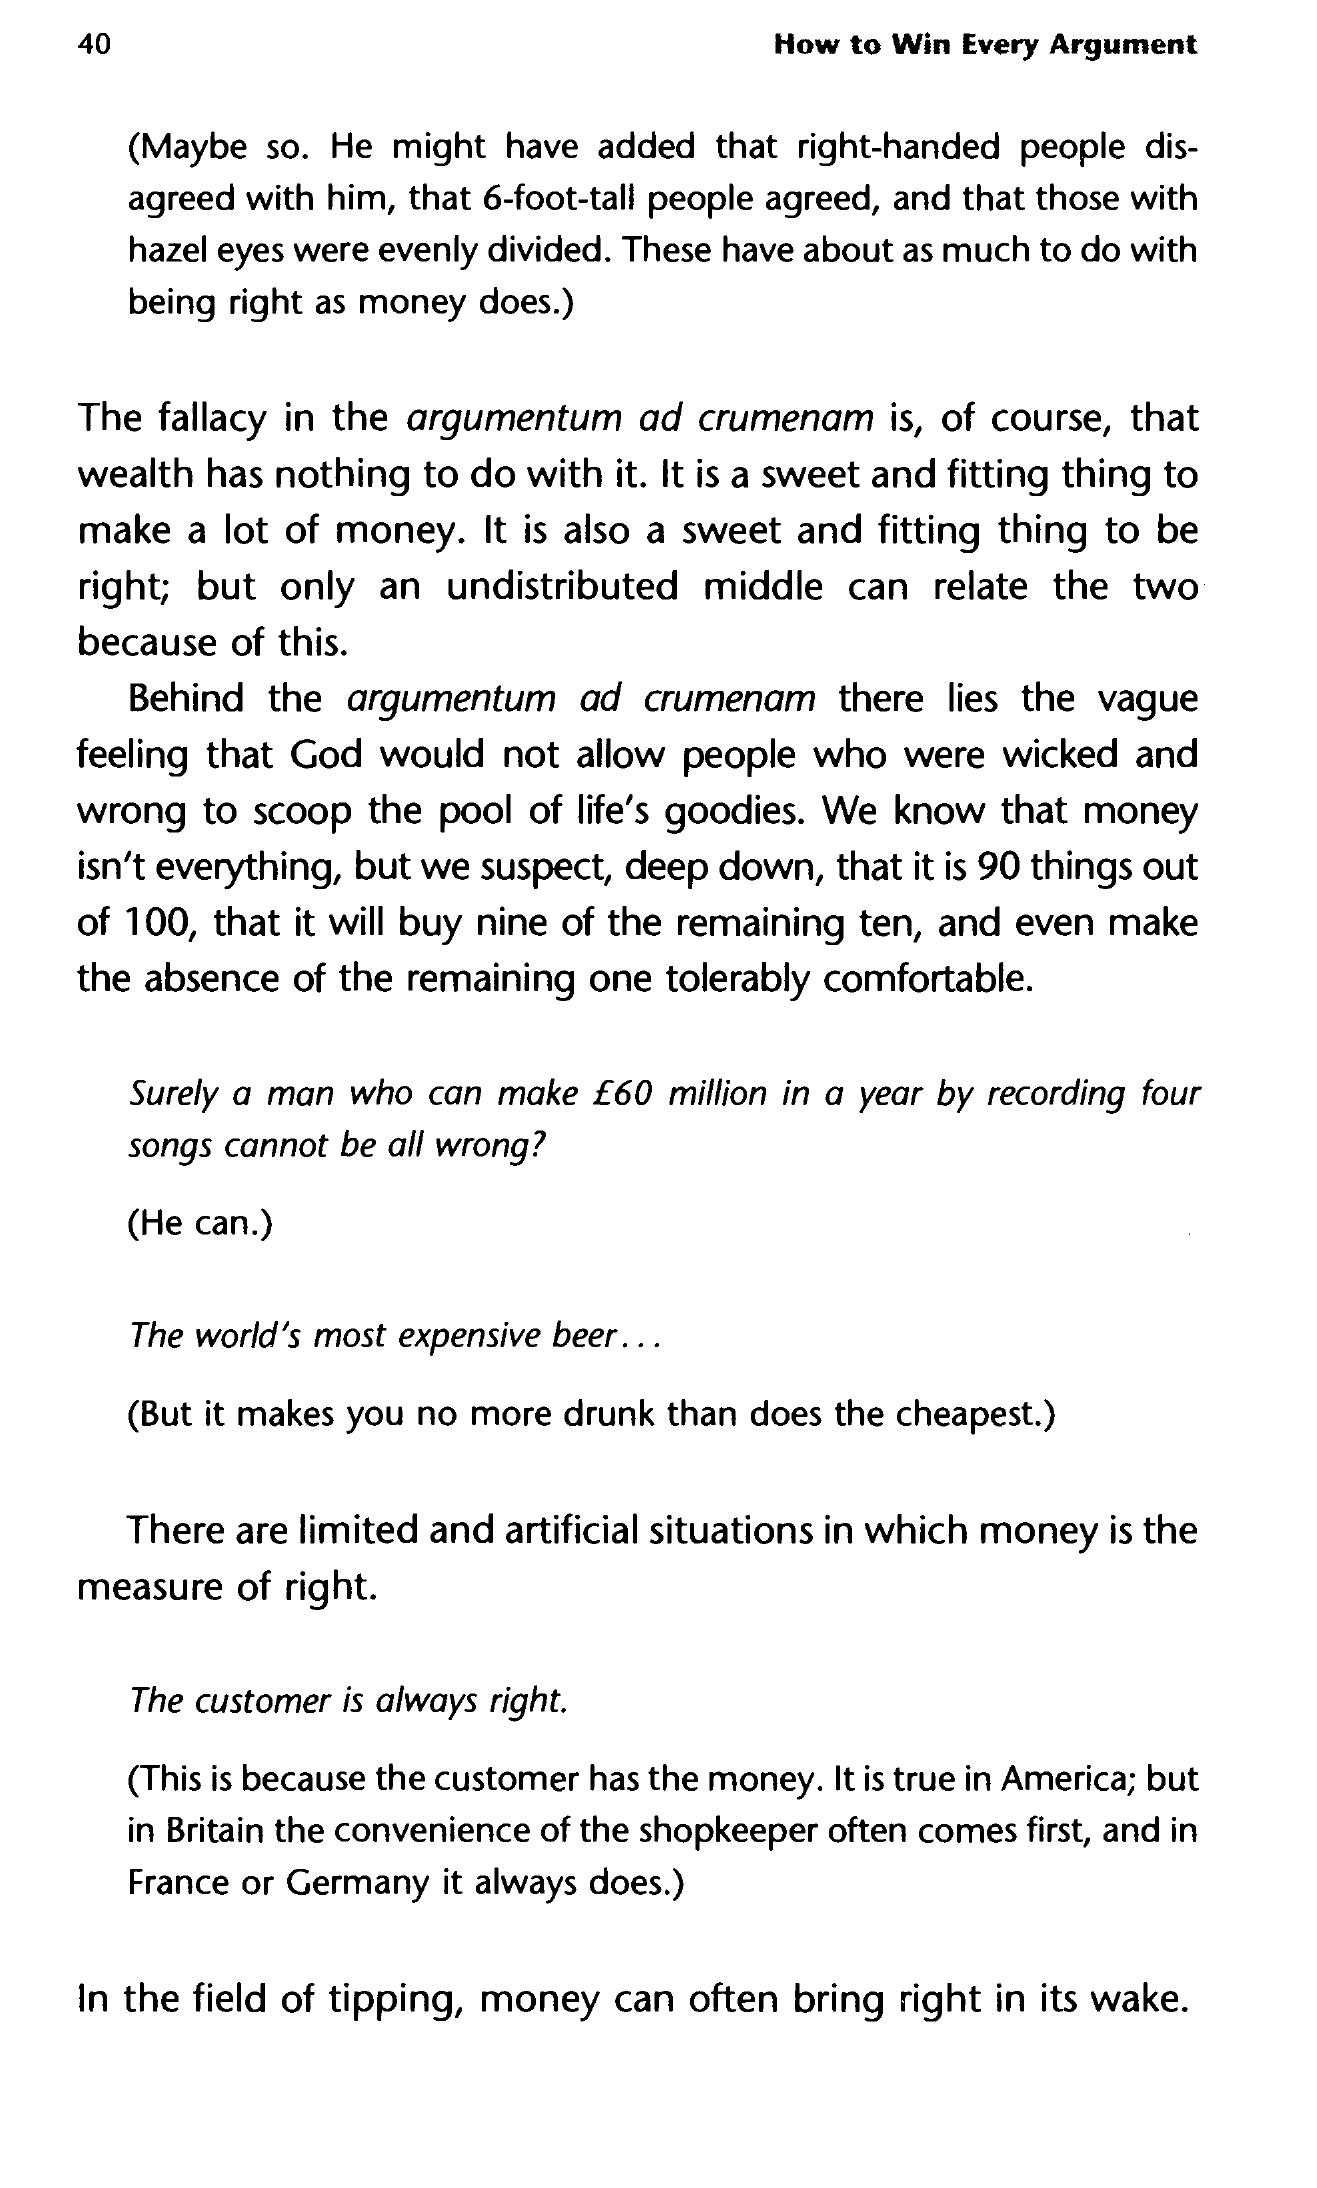 40
How to Win Every Argument
(Maybe so. He might have added that right-handed people dis-
agreed with him, that 6-foot-tall people agreed, and that those with
hazel eyes were evenly divided. These have about as much to do with
being right as money does.)
The fallacy in the argumentum ad crumenam is, of course, that
wealth has nothing to do with it. It is a sweet and fitting thing to
make a lot of money. It is also a sweet and fitting thing to be
right; but only an undistributed middle can relate the two
because of this.
Behind the argumentum ad crumenam there lies the vague
feeling that God would not allow people who were wicked and
wrong to scoop the pool of life's goodies. We know that money
isn't everything, but we suspect, deep down, that it is 90 things out
of 100, that it will buy nine of the remaining ten, and even make
the absence of the remaining one tolerably comfortable.
Surely a man who can make £60 million in a year by recording four
songs cannot be all wrong?
(He can.)
The world's most expensive beer...
(But it makes you no more drunk than does the cheapest.)
There are limited and artificial situations in which money is the
measure of right.
The customer is always right.
(This is because the customer has the money. It is true in America; but
in Britain the convenience of the shopkeeper often comes first, and in
France or Germany it always does.)
In the field of tipping, money can often bring right in its wake.